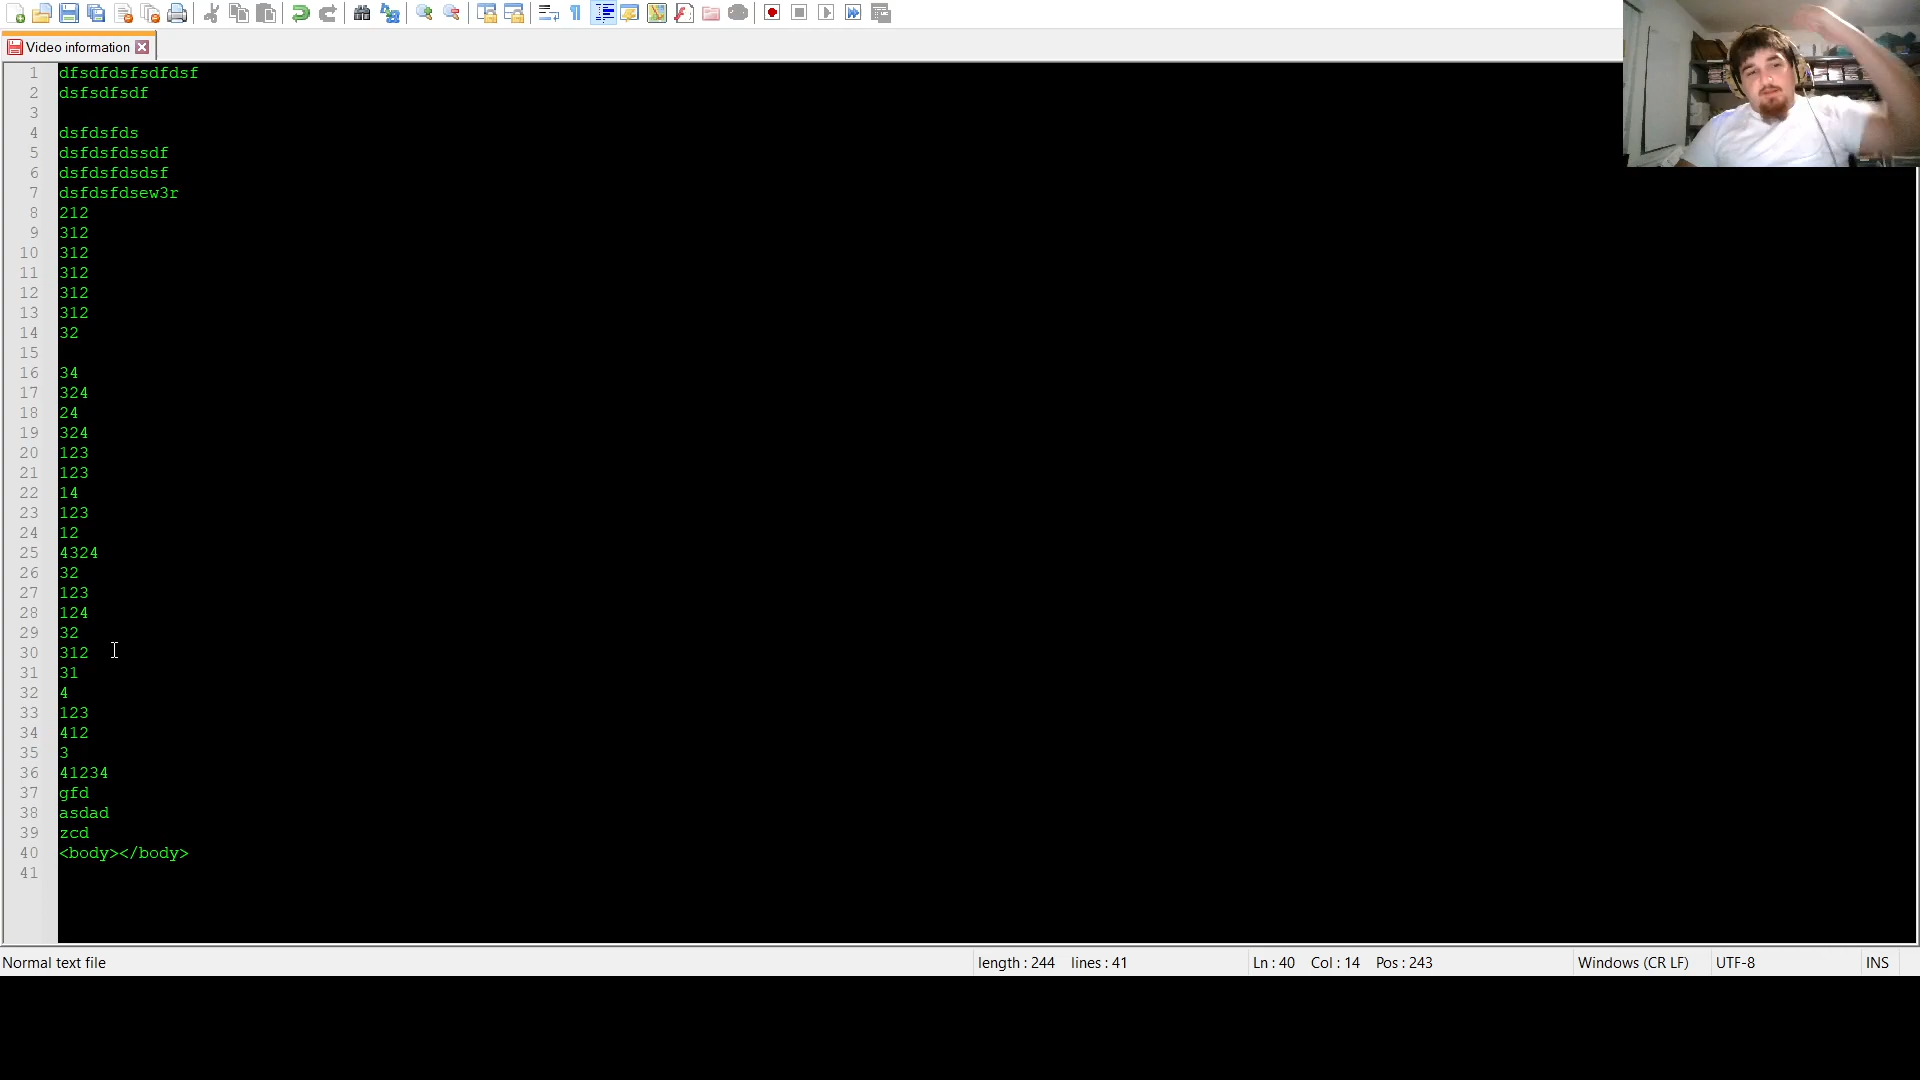 Video information
1 dfsdfdsfsdfdsf
2 dsfsdfsdf
3
4 dsfdsfds
5 dsfdsfdssdf
6 dsfdsfdsdsf
7 dsfdsfdsew3r
8 212
9 312
10 312
11 312
12 312
13 312
14 32
15
16 34
17 324
18 24
19 324
20 123
21 123
22 14
23 123
24 12
25 4324
26 32
27 123
28 124
29 32
30 312
31 31
32 4
33 123
34 412
35 3
36 41234
37 gfd
38 asdad
39 zcd
40 <body></body>
41
Normal text file length : 244 lines : 41 Ln : 40 Col : 14 Pos : 243 Windows (CR LF) UTF-8 INS